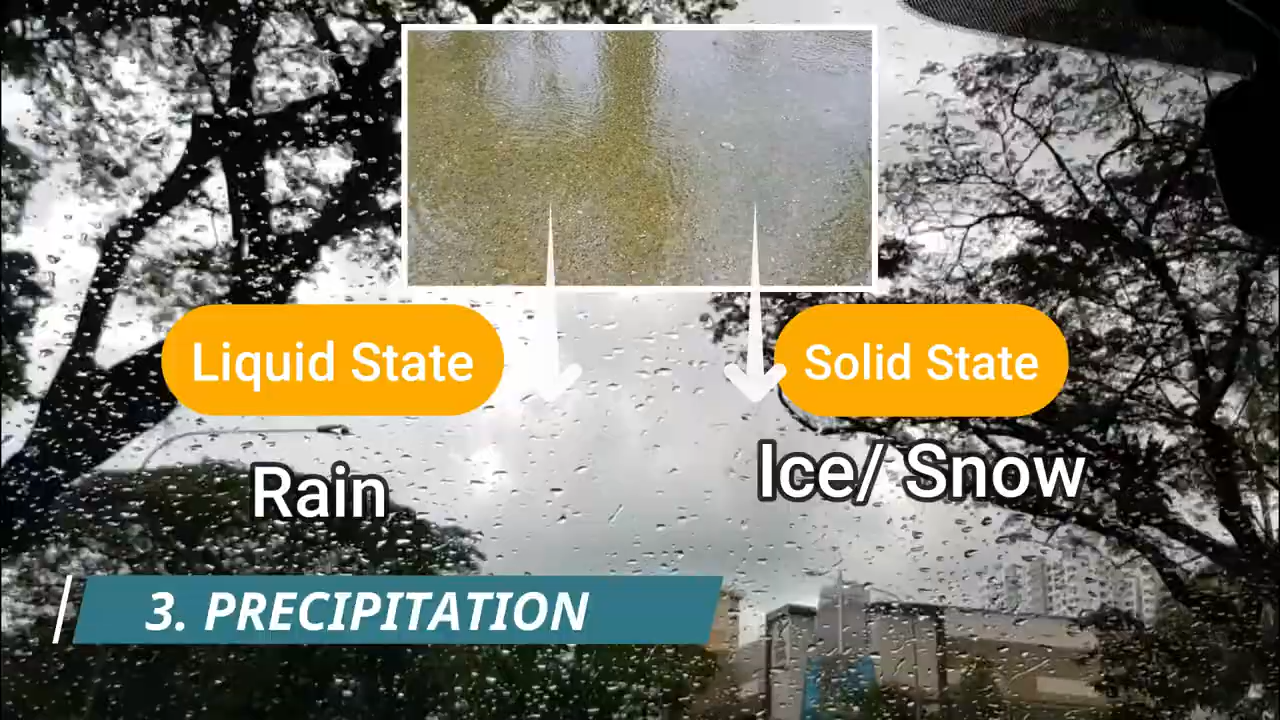 Liquid State
Solid State
Rain
Ice/ Snow
3. PRECIPITATION